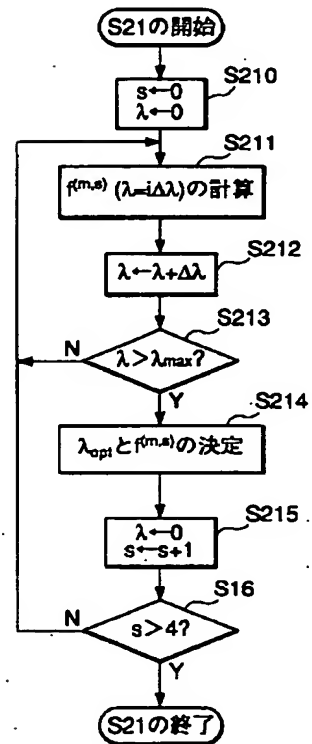 S21の開始
S210
s←0
λ←0
S211
f(m,s) (λ=iΔλ)の計算
S212
λ←λ+Δλ
S213
N
λ>λmax?
Y
S214
λoptとf(m,s)の決定
S215
λ←0
s←s+1
S16
N
s>4?
Y
S21の終了